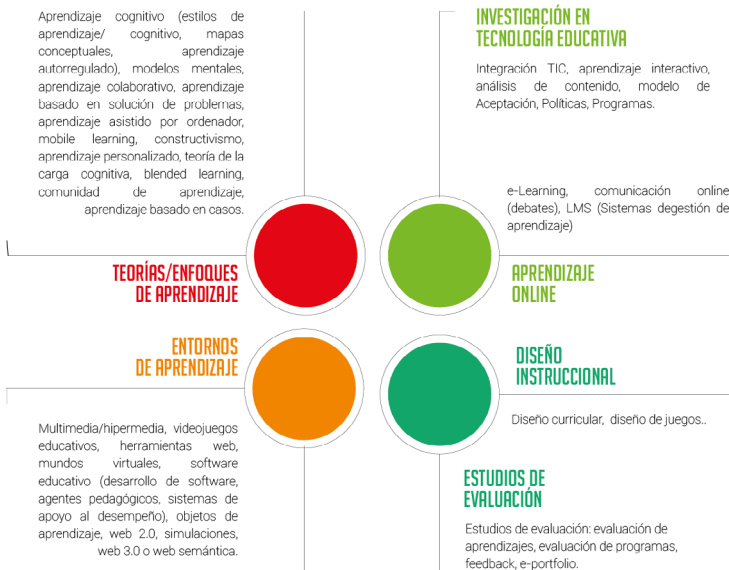 Aprendizaje cognitivo (estilos de
aprendizaje/ cognitivo, mapas
conceptuales, aprendizaje
autorregulado), modelos mentales,
aprendizaje colaborativo, aprendizaje
basado en solución de problemas,
aprendizaje asistido por ordenador,
mobile learning, constructivismo,
aprendizaje personalizado, teoría de la
carga cognitiva, blended learning,
comunidad de aprendizaje,
aprendizaje basado en casos.
TEORÍAS/ENFOQUES
DE APRENDIZAJE
INVESTIGACIÓN EN
TECNOLOGÍA EDUCATIVA
Integración TIC, aprendizaje interactivo,
análisis de contenido, modelo de
Aceptación, Políticas, Programas.
e-Learning, comunicación online
(debates), LMS (Sistemas degestión de
aprendizaje)
APRENDIZAJE
ONLINE
ENTORNOS
DE APRENDIZAJE
Multimedia/hipermedia, videojuegos
educativos, herramientas web,
mundos virtuales, software
educativo (desarrollo de software,
agentes pedagógicos, sistemas de
apoyo al desempeño), objetos de
aprendizaje, web 2.0, simulaciones,
web 3.0 o web semántica.
DISEÑO
INSTRUCCIONAL
Diseño curricular, diseño de juegos..
ESTUDIOS DE
EVALUACIÓN
Estudios de evaluación: evaluación de
aprendizajes, evaluación de programas,
feedback, e-portfolio.